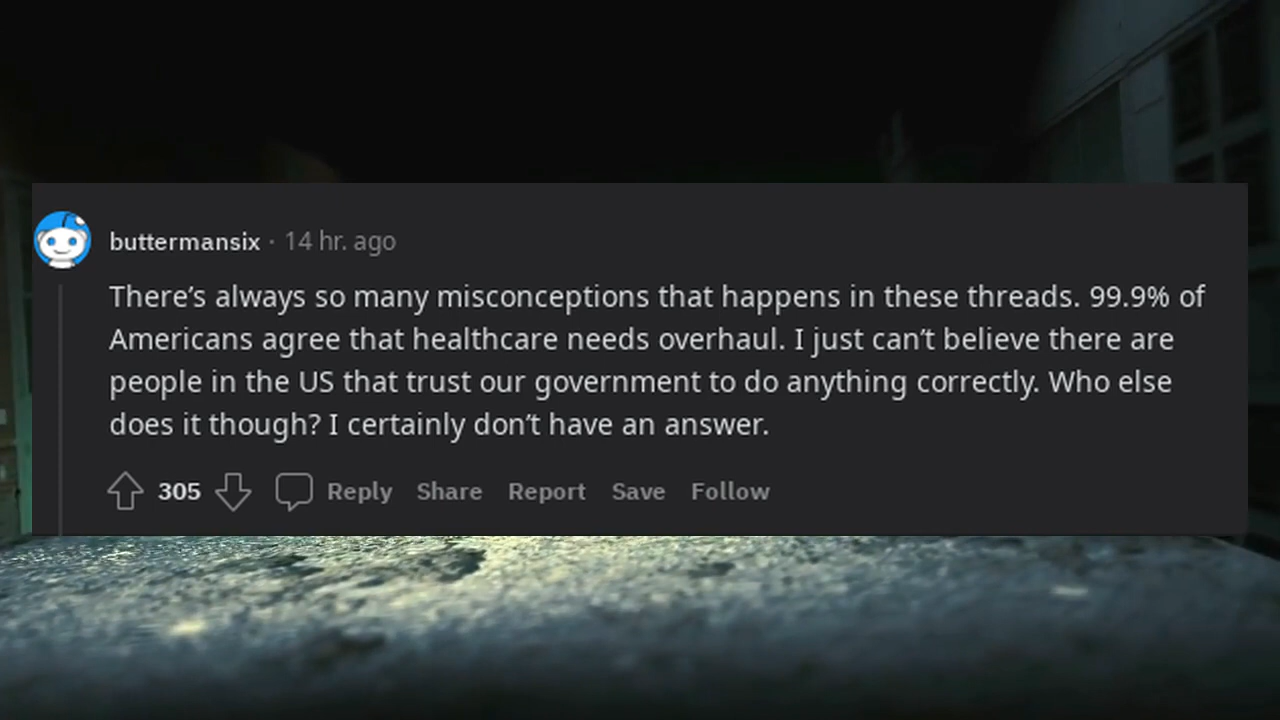 buttermansix · 14 hr. ago
There’s always so many misconceptions that happens in these threads. 99.9% of
Americans agree that healthcare needs overhaul. I just can’t believe there are
people in the US that trust our government to do anything correctly. Who else
does it though? I certainly don’t have an answer.
305 Reply Share Report Save Follow